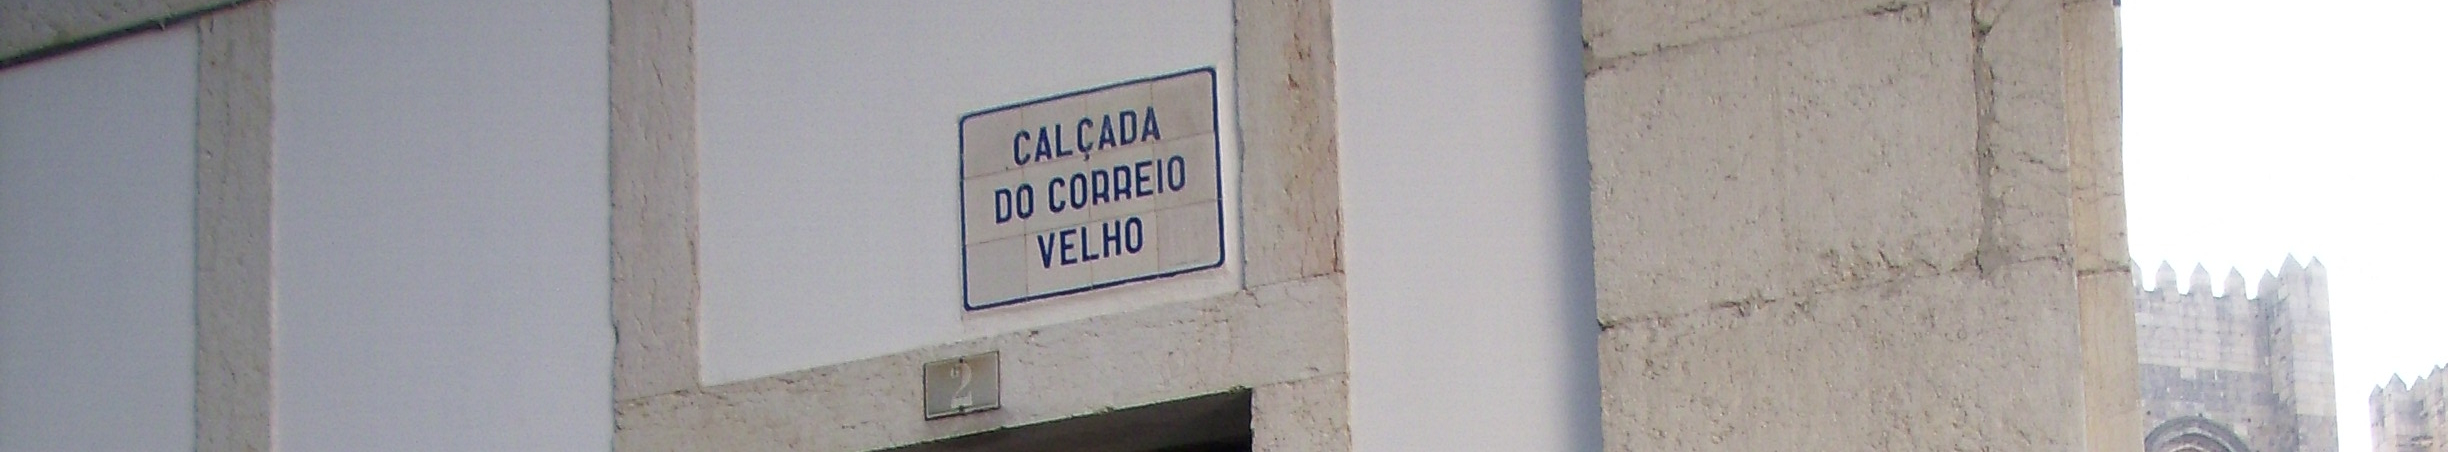 CALÇADA
DO CORREIO
VELHO
2